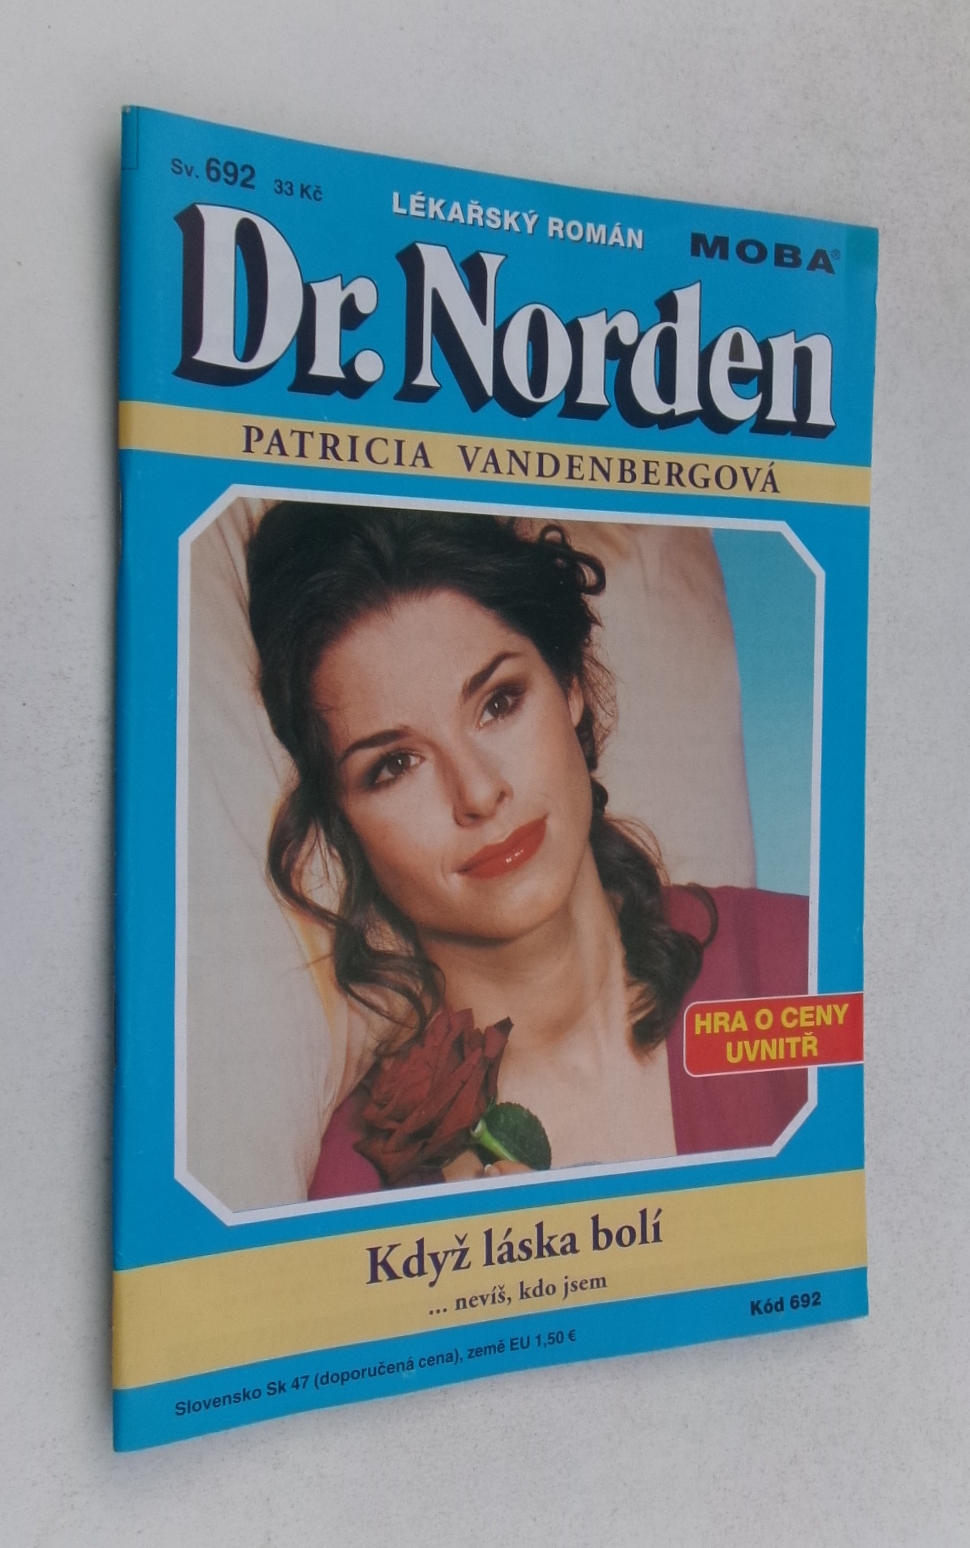 Sv. 692 33 Kč
LÉKAŘSKÝ ROMÁN
MOBA®
Dr. Norden
PATRICIA VANDENBERGOVÁ
HRA O CENY
UVNITŘ
Když láska bolí
... nevíš, kdo jsem
Kód 692
Slovensko Sk 47 (doporučená cena), země EU 1,50 €